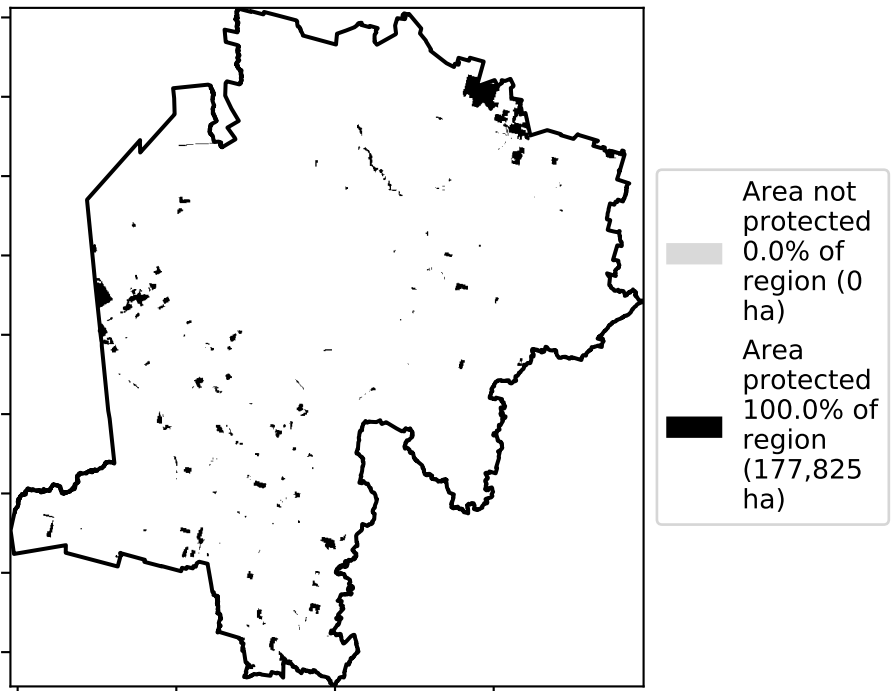 Area not
protected
0.0% of
region (0
ha)
Area
protected
100.0% of
region
(177,825
ha)